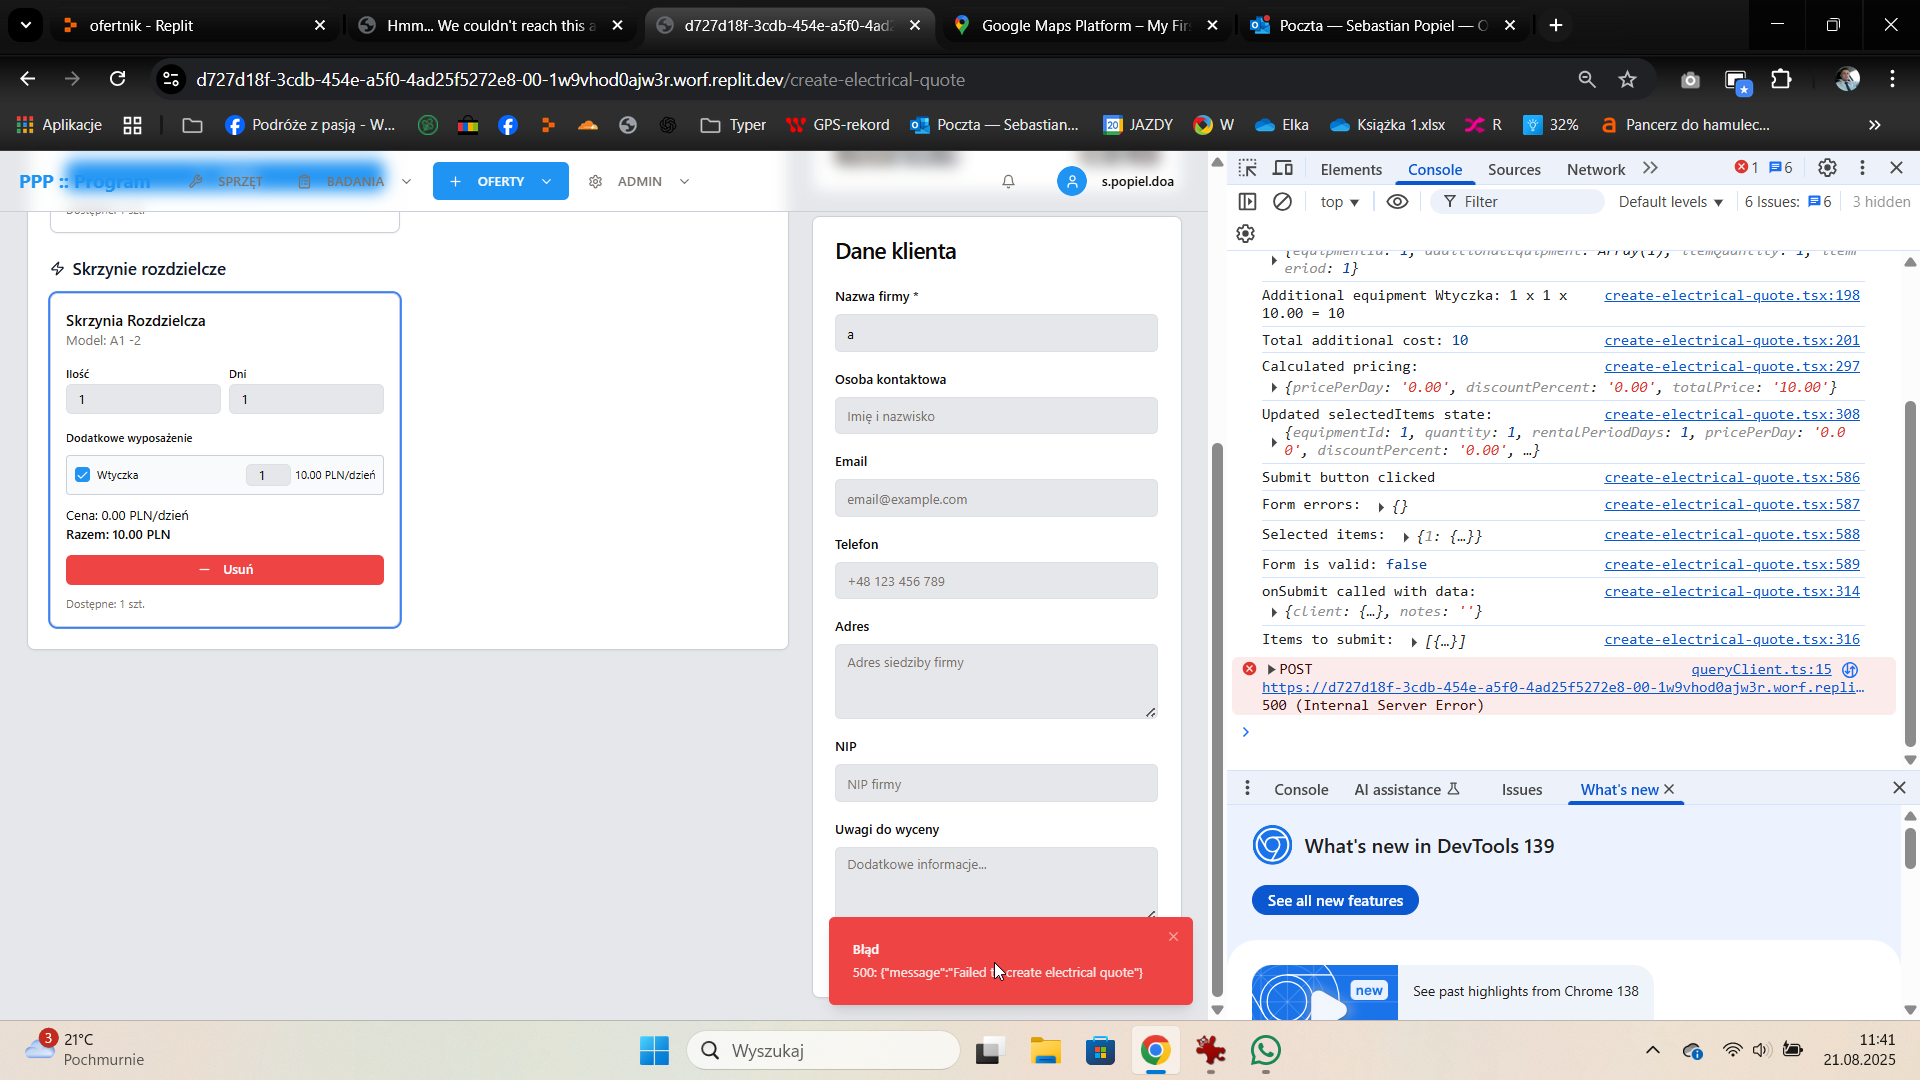 ofertnik - Replit
Hmm... We couldn't reach this a
d727d18f-3cdb-454e-a5f0-4ad
Google Maps Platform – My Fir
Poczta — Sebastian Popiel — O
d727d18f-3cdb-454e-a5f0-4ad25f5272e8-00-1w9vhod0ajw3r.worf.replit.dev/create-electrical-quote
Aplikacje
Podróże z pasją - W...
Typer
GPS-rekord
Poczta — Sebastian...
20
JAZDY
W
Elka
Książka 1.xlsx
R
32%
Pancerz do hamulec...
PPP :: Program
SPRZĘT
BADANIA
OFERTY
ADMIN
s.popiel.doa
Dostępne: 1 szt.
Skrzynie rozdzielcze
Skrzynia Rozdzielcza
Model: A1 -2
Ilość
Dni
1
1
Dodatkowe wyposażenie
Wtyczka
1
10.00 PLN/dzień
Cena: 0.00 PLN/dzień
Razem: 10.00 PLN
Usuń
Dostępne: 1 szt.
Dane klienta
Nazwa firmy *
a
Osoba kontaktowa
Imię i nazwisko
Email
email@example.com
Telefon
+48 123 456 789
Adres
Adres siedziby firmy
NIP
NIP firmy
Uwagi do wyceny
Dodatkowe informacje...
Błąd
500: {"message":"Failed to create electrical quote"}
Elements
Console
Sources
Network
1
6
top
Filter
Default levels
6 Issues:
6
3 hidden
{equipmentId: 1, additionalEquipment: Array(1), itemQuantity: 1, itemP
eriod: 1}
Additional equipment Wtyczka: 1 x 1 x
10.00 = 10
create-electrical-quote.tsx:198
Total additional cost: 10
create-electrical-quote.tsx:201
Calculated pricing:
create-electrical-quote.tsx:297
{pricePerDay: '0.00', discountPercent: '0.00', totalPrice: '10.00'}
Updated selectedItems state:
create-electrical-quote.tsx:308
{equipmentId: 1, quantity: 1, rentalPeriodDays: 1, pricePerDay: '0.0
0', discountPercent: '0.00', …}
Submit button clicked
create-electrical-quote.tsx:586
Form errors: {}
create-electrical-quote.tsx:587
Selected items: {1: {…}}
create-electrical-quote.tsx:588
Form is valid: false
create-electrical-quote.tsx:589
onSubmit called with data:
create-electrical-quote.tsx:314
{client: {…}, notes: ''}
Items to submit: [{…}]
create-electrical-quote.tsx:316
POST
queryClient.ts:15
https://d727d18f-3cdb-454e-a5f0-4ad25f5272e8-00-1w9vhod0ajw3r.worf.repli…
500 (Internal Server Error)
Console
AI assistance
Issues
What's new
What's new in DevTools 139
See all new features
new
See past highlights from Chrome 138
3
21°C
Pochmurnie
Wyszukaj
11:41
21.08.2025